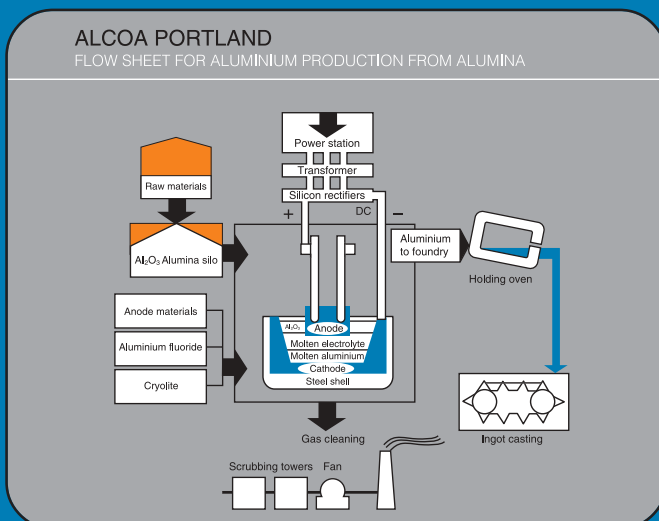 ALCOA PORTLAND
FLOW SHEET FOR ALUMINIUM PRODUCTION FROM ALUMINA
Power station
Transformer
Raw materials
Silicon rectifiers
+
DC
−
Al₂O₃ Alumina silo
Aluminium
to foundry
Holding oven
Anode materials
Aluminium fluoride
Cryolite
Al₂O₃
Anode
Molten electrolyte
Molten aluminium
Cathode
Steel shell
Gas cleaning
Ingot casting
Scrubbing towers
Fan